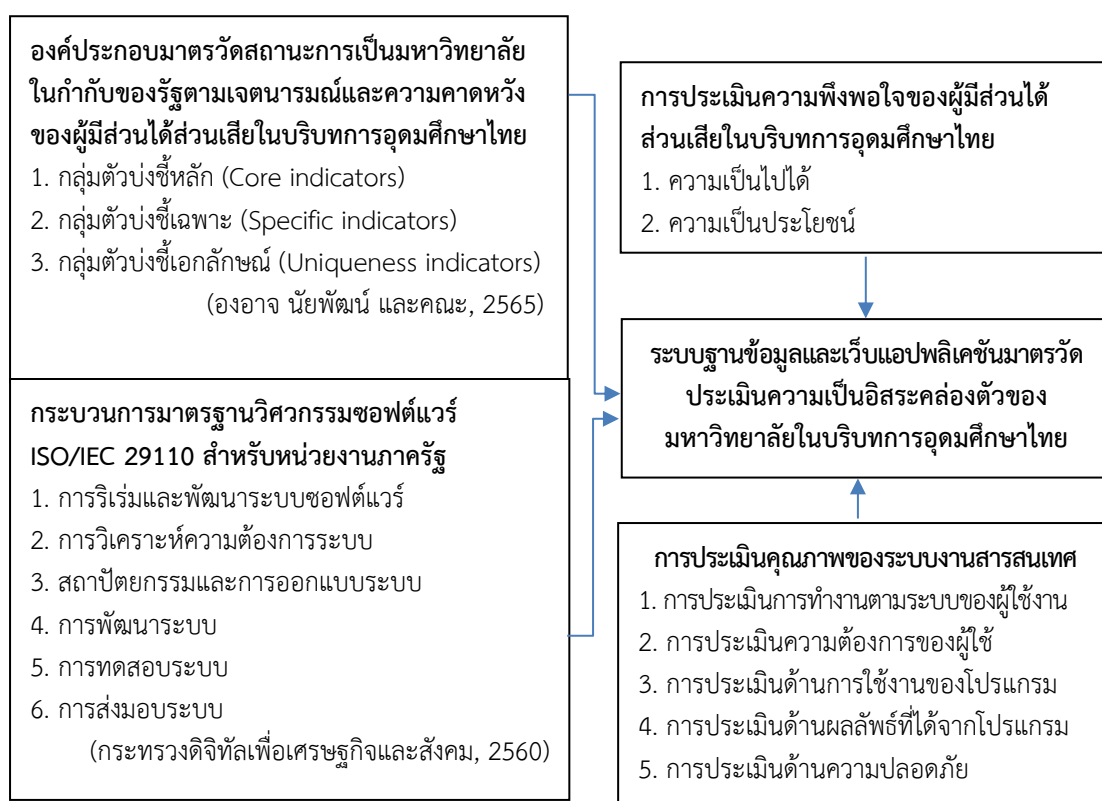 องค์ประกอบมาตรวัดสถานะการเป็นมหาวิทยาลัย
ในกำกับของรัฐตามเจตนารมณ์และความคาดหวัง
ของผู้มีส่วนได้ส่วนเสียในบริบทการอุดมศึกษาไทย
1. กลุ่มตัวบ่งชี้หลัก (Core indicators)
2. กลุ่มตัวบ่งชี้เฉพาะ (Specific indicators)
3. กลุ่มตัวบ่งชี้เอกลักษณ์ (Uniqueness indicators)
(องอาจ นัยพัฒน์ และคณะ, 2565)
กระบวนการมาตรฐานวิศวกรรมซอฟต์แวร์
ISO/IEC 29110 สำหรับหน่วยงานภาครัฐ
1. การริเร่มและพัฒนาระบบซอฟต์แวร์
2. การวิเคราะห์ความต้องการระบบ
3. สถาปัตยกรรมและการออกแบบระบบ
4. การพัฒนาระบบ
5. การทดสอบระบบ
6. การส่งมอบระบบ
(กระทรวงดิจิทัลเพื่อเศรษฐกิจและสังคม, 2560)
การประเมินความพึงพอใจของผู้มีส่วนได้
ส่วนเสียในบริบทการอุดมศึกษาไทย
1. ความเป็นไปได้
2. ความเป็นประโยชน์
ระบบฐานข้อมูลและเว็บแอปพลิเคชันมาตรวัด
ประเมินความเป็นอิสระคล่องตัวของ
มหาวิทยาลัยในบริบทการอุดมศึกษาไทย
การประเมินคุณภาพของระบบงานสารสนเทศ
1. การประเมินการทำงานตามระบบของผู้ใช้งาน
2. การประเมินความต้องการของผู้ใช้
3. การประเมินด้านการใช้งานของโปรแกรม
4. การประเมินด้านผลลัพธ์ที่ได้จากโปรแกรม
5. การประเมินด้านความปลอดภัย